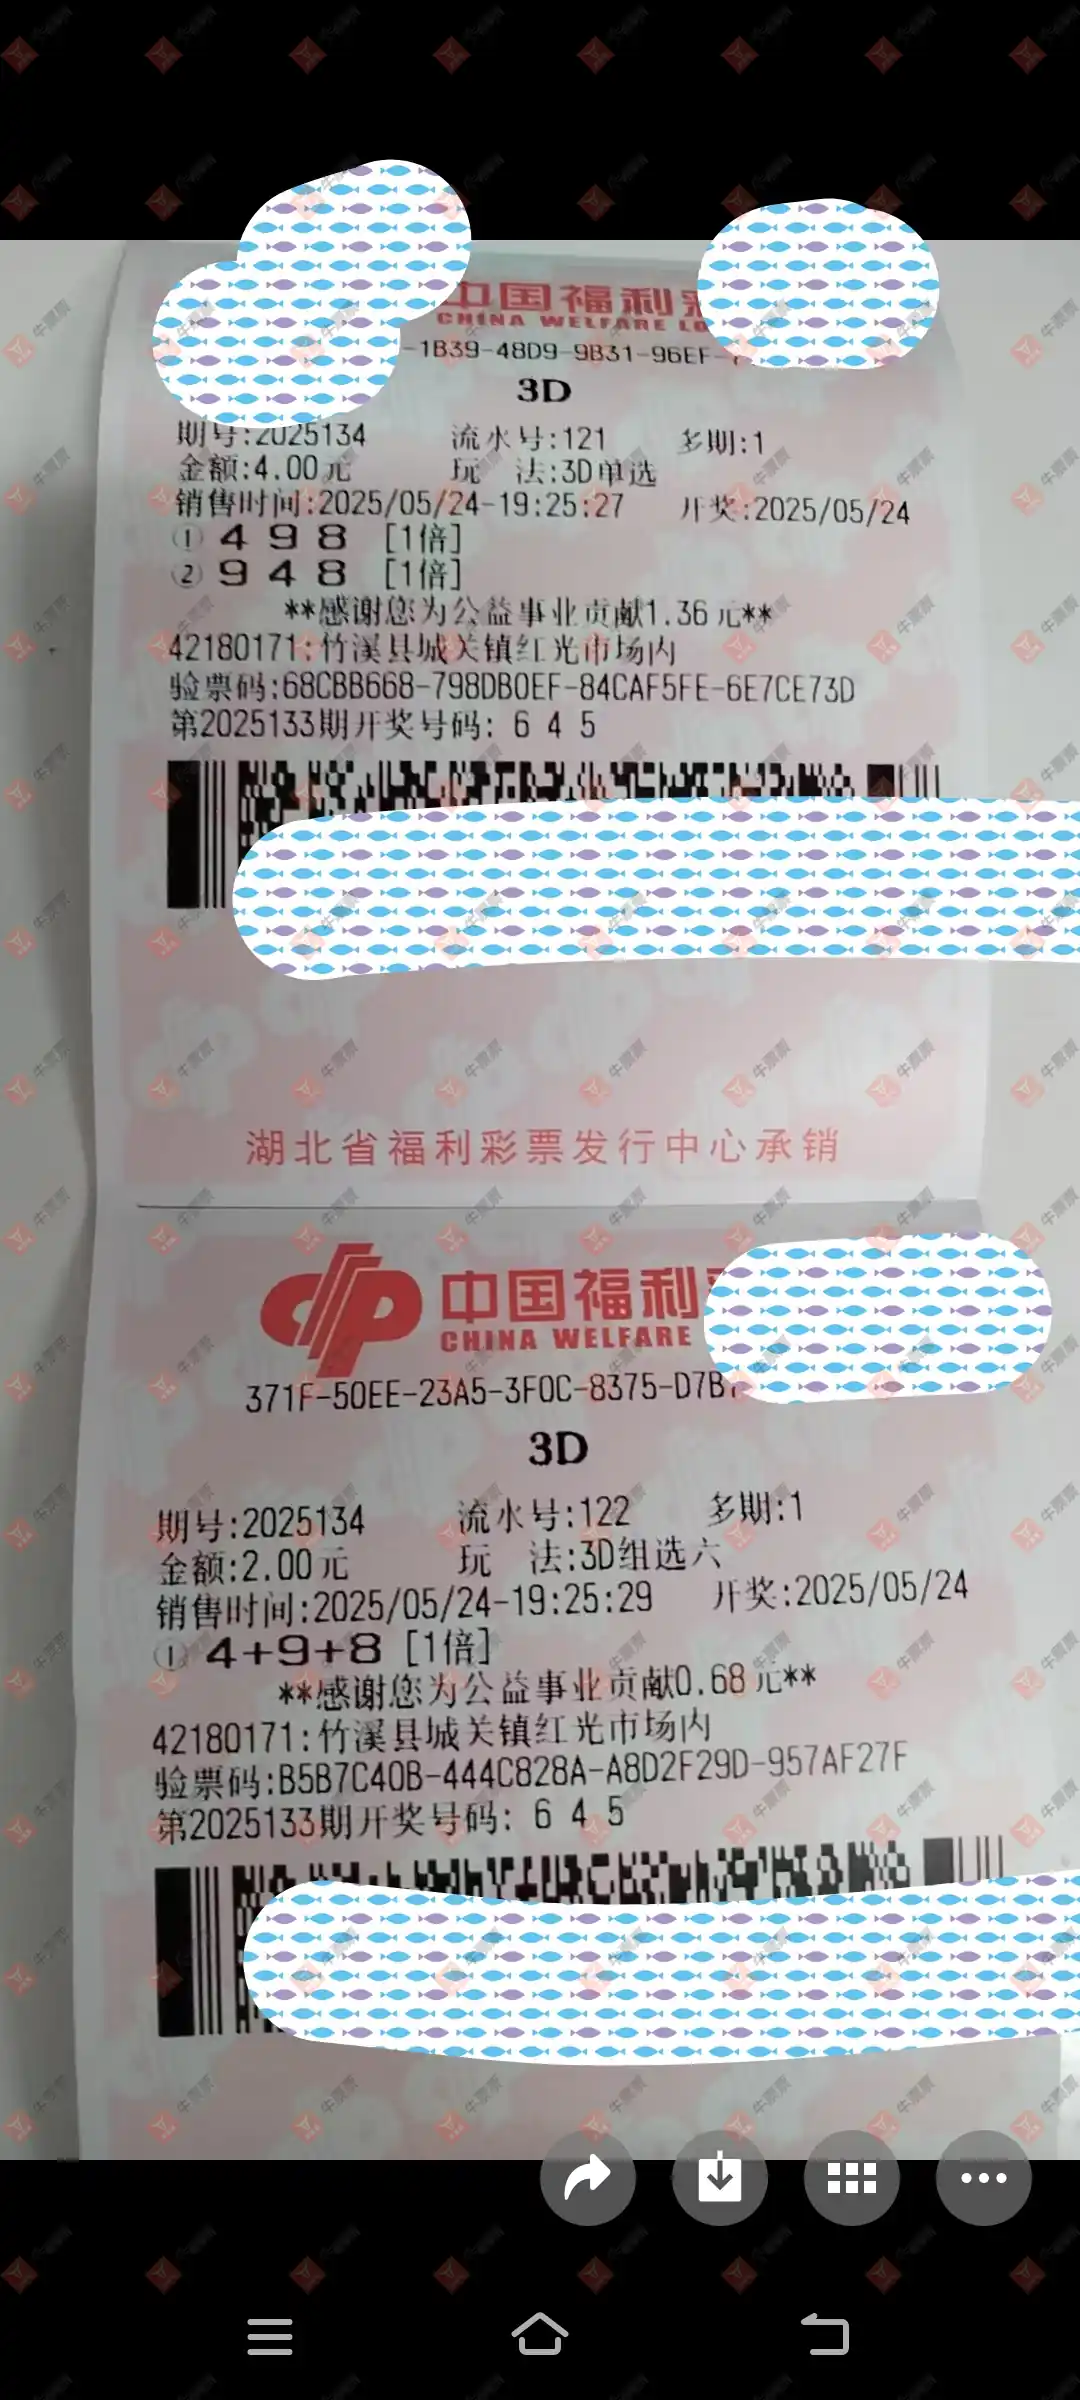 中国福利
CHINA WELFARE LO
-1B39-48D9-9B31-96EF-
3D
期号:2025134 流水号:121 多期:1
金额:4.00元 玩 法:3D单选
销售时间:2025/05/24-19:25:27 开奖:2025/05/24
① 4 9 8 [1倍]
② 9 4 8 [1倍]
**感谢您为公益事业贡献1.36元**
42180171:竹溪县城关镇红光市场内
验票码:68CBB668-798DB0EF-84CAF5FE-6E7CE73D
第2025133期开奖号码: 6 4 5
湖北省福利彩票发行中心承销
中国福利
CHINA WELFARE
371F-50EE-23A5-3F0C-8375-D7B
3D
期号:2025134 流水号:122 多期:1
金额:2.00元 玩 法:3D组选六
销售时间:2025/05/24-19:25:29 开奖:2025/05/24
① 4+9+8 [1倍]
**感谢您为公益事业贡献0.68元**
42180171:竹溪县城关镇红光市场内
验票码:B5B7C40B-444C828A-A8D2F29D-957AF27F
第2025133期开奖号码: 6 4 5
牛票票